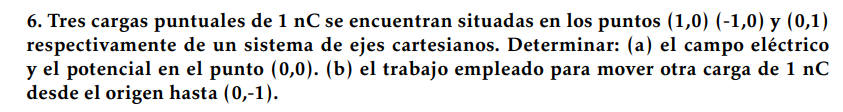 6. Tres cargas puntuales de 1 nC se encuentran situadas en los puntos (1,0) (-1,0) y (0,1)
respectivamente de un sistema de ejes cartesianos. Determinar: (a) el campo eléctrico
y el potencial en el punto (0,0). (b) el trabajo empleado para mover otra carga de 1 nC
desde el origen hasta (0,-1).